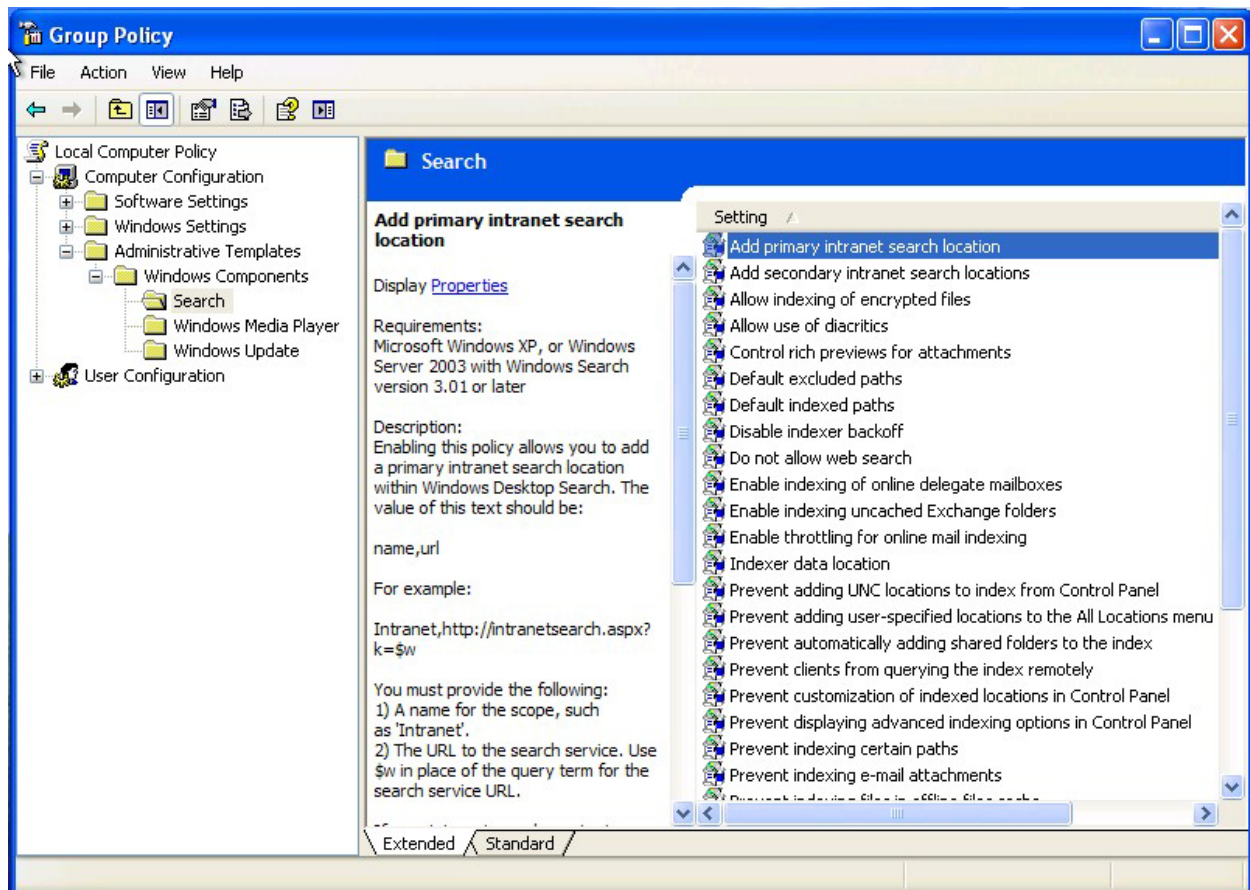 Group Policy
File Action View Help
Local Computer Policy
Computer Configuration
Software Settings
Windows Settings
Administrative Templates
Windows Components
Search
Windows Media Player
Windows Update
User Configuration
Search
Add primary intranet search
location
Display Properties
Requirements:
Microsoft Windows XP, or Windows
Server 2003 with Windows Search
version 3.01 or later
Description:
Enabling this policy allows you to add
a primary intranet search location
within Windows Desktop Search. The
value of this text should be:
name,url
For example:
Intranet,http://intranetsearch.aspx?
k=$w
You must provide the following:
1) A name for the scope, such
as 'Intranet'.
2) The URL to the search service. Use
$w in place of the query term for the
search service URL.
Setting
Add primary intranet search location
Add secondary intranet search locations
Allow indexing of encrypted files
Allow use of diacritics
Control rich previews for attachments
Default excluded paths
Default indexed paths
Disable indexer backoff
Do not allow web search
Enable indexing of online delegate mailboxes
Enable indexing uncached Exchange folders
Enable throttling for online mail indexing
Indexer data location
Prevent adding UNC locations to index from Control Panel
Prevent adding user-specified locations to the All Locations menu
Prevent automatically adding shared folders to the index
Prevent clients from querying the index remotely
Prevent customization of indexed locations in Control Panel
Prevent displaying advanced indexing options in Control Panel
Prevent indexing certain paths
Prevent indexing e-mail attachments
Extended Standard